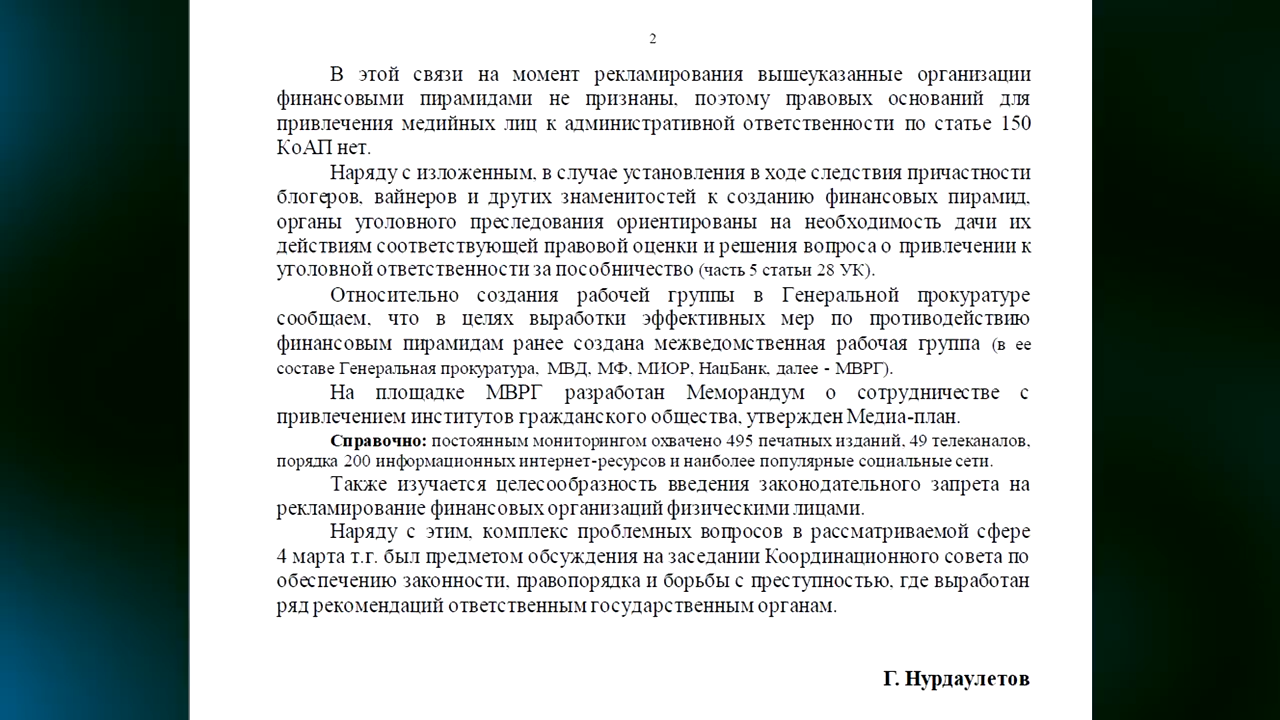 2
В этой связи на момент рекламирования вышеуказанные организации
финансовыми пирамидами не признаны, поэтому правовых оснований для
привлечения медийных лиц к административной ответственности по статье 150
КоАП нет.
Наряду с изложенным, в случае установления в ходе следствия причастности
блогеров, вайнеров и других знаменитостей к созданию финансовых пирамид,
органы уголовного преследования ориентированы на необходимость дачи их
действиям соответствующей правовой оценки и решения вопроса о привлечении к
уголовной ответственности за пособничество (часть 5 статьи 28 УК).
Относительно создания рабочей группы в Генеральной прокуратуре
сообщаем, что в целях выработки эффективных мер по противодействию
финансовым пирамидам ранее создана межведомственная рабочая группа (в ее
составе Генеральная прокуратура, МВД, МФ, МИОР, НацБанк, далее - МВРГ).
На площадке МВРГ разработан Меморандум о сотрудничестве с
привлечением институтов гражданского общества, утвержден Медиа-план.
Справочно: постоянным мониторингом охвачено 495 печатных изданий, 49 телеканалов,
порядка 200 информационных интернет-ресурсов и наиболее популярные социальные сети.
Также изучается целесообразность введения законодательного запрета на
рекламирование финансовых организаций физическими лицами.
Наряду с этим, комплекс проблемных вопросов в рассматриваемой сфере
4 марта т.г. был предметом обсуждения на заседании Координационного совета по
обеспечению законности, правопорядка и борьбы с преступностью, где выработан
ряд рекомендаций ответственным государственным органам.
Г. Нурдаулетов